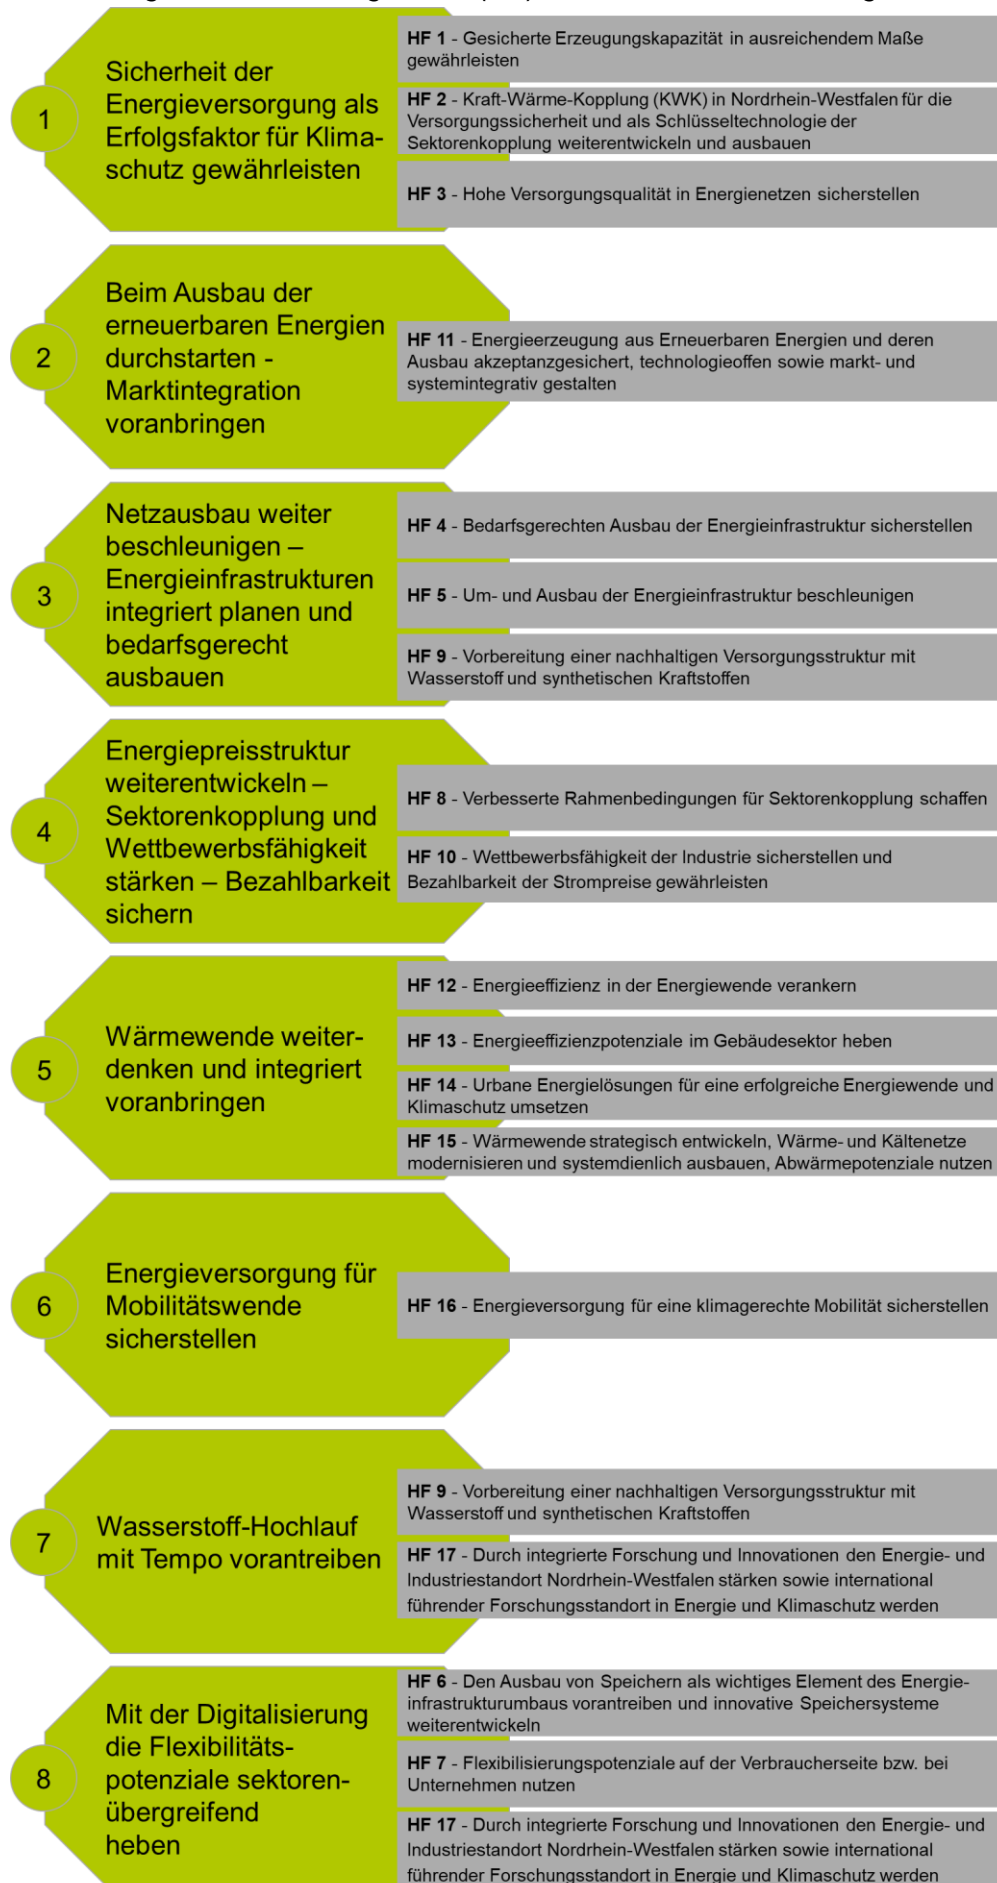 1
Sicherheit der
Energieversorgung als
Erfolgsfaktor für Klima-
schutz gewährleisten
HF 1 - Gesicherte Erzeugungskapazität in ausreichendem Maße
gewährleisten
HF 2 - Kraft-Wärme-Kopplung (KWK) in Nordrhein-Westfalen für die
Versorgungssicherheit und als Schlüsseltechnologie der
Sektorenkopplung weiterentwickeln und ausbauen
HF 3 - Hohe Versorgungsqualität in Energienetzen sicherstellen
2
Beim Ausbau der
erneuerbaren Energien
durchstarten -
Marktintegration
voranbringen
HF 11 - Energieerzeugung aus Erneuerbaren Energien und deren
Ausbau akzeptanzgesichert, technologieoffen sowie markt- und
systemintegrativ gestalten
3
Netzausbau weiter
beschleunigen –
Energieinfrastrukturen
integriert planen und
bedarfsgerecht
ausbauen
HF 4 - Bedarfsgerechten Ausbau der Energieinfrastruktur sicherstellen
HF 5 - Um- und Ausbau der Energieinfrastruktur beschleunigen
HF 9 - Vorbereitung einer nachhaltigen Versorgungsstruktur mit
Wasserstoff und synthetischen Kraftstoffen
4
Energiepreisstruktur
weiterentwickeln –
Sektorenkopplung und
Wettbewerbsfähigkeit
stärken – Bezahlbarkeit
sichern
HF 8 - Verbesserte Rahmenbedingungen für Sektorenkopplung schaffen
HF 10 - Wettbewerbsfähigkeit der Industrie sicherstellen und
Bezahlbarkeit der Strompreise gewährleisten
5
Wärmewende weiter-
denken und integriert
voranbringen
HF 12 - Energieeffizienz in der Energiewende verankern
HF 13 - Energieeffizienzpotenziale im Gebäudesektor heben
HF 14 - Urbane Energielösungen für eine erfolgreiche Energiewende und
Klimaschutz umsetzen
HF 15 - Wärmewende strategisch entwickeln, Wärme- und Kältenetze
modernisieren und systemdienlich ausbauen, Abwärmepotenziale nutzen
6
Energieversorgung für
Mobilitätswende
sicherstellen
HF 16 - Energieversorgung für eine klimagerechte Mobilität sicherstellen
7
Wasserstoff-Hochlauf
mit Tempo vorantreiben
HF 9 - Vorbereitung einer nachhaltigen Versorgungsstruktur mit
Wasserstoff und synthetischen Kraftstoffen
HF 17 - Durch integrierte Forschung und Innovationen den Energie- und
Industriestandort Nordrhein-Westfalen stärken sowie international
führender Forschungsstandort in Energie und Klimaschutz werden
8
Mit der Digitalisierung
die Flexibilitäts-
potenziale sektoren-
übergreifend
heben
HF 6 - Den Ausbau von Speichern als wichtiges Element des Energie-
infrastrukturumbaus vorantreiben und innovative Speichersysteme
weiterentwickeln
HF 7 - Flexibilisierungspotenziale auf der Verbraucherseite bzw. bei
Unternehmen nutzen
HF 17 - Durch integrierte Forschung und Innovationen den Energie- und
Industriestandort Nordrhein-Westfalen stärken sowie international
führender Forschungsstandort in Energie und Klimaschutz werden